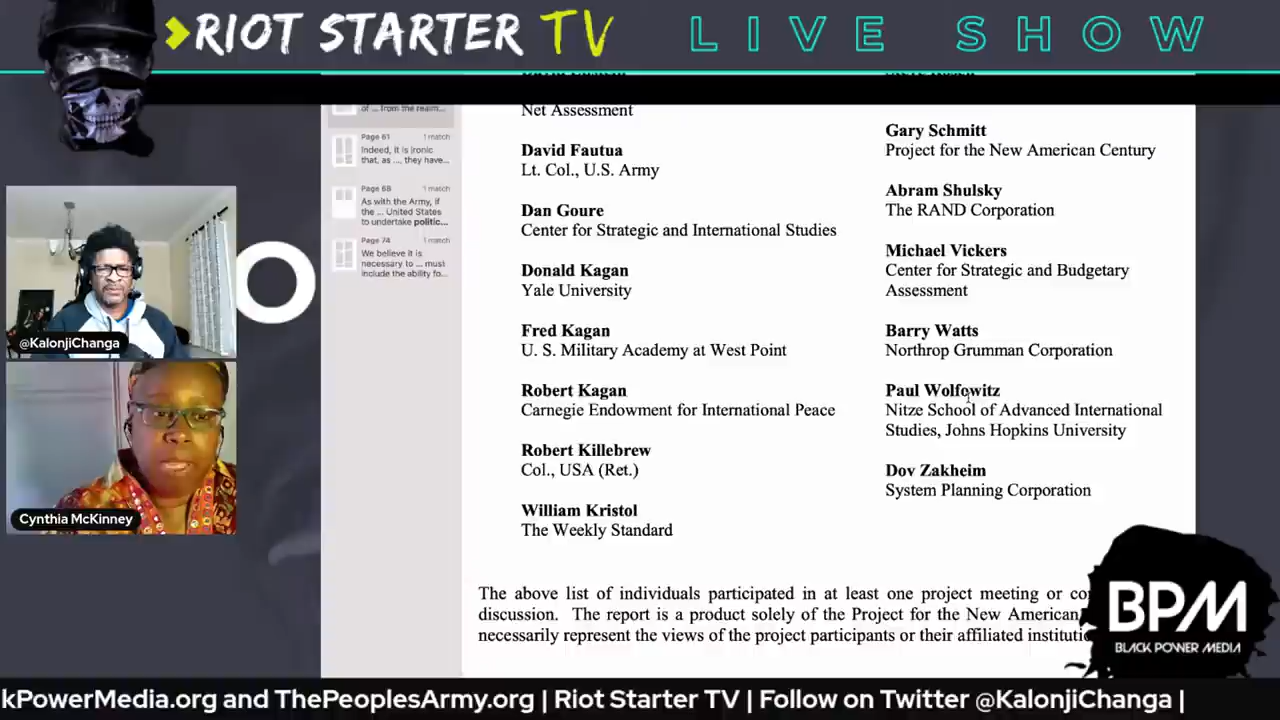 RIOT STARTER TV
LIVE SHOW
of ... from the realm...
Page 61 1 match
Indeed, it is ironic
that, as ..., they have...
Page 68 1 match
As with the Army, if
the ... United States
to undertake politic...
Page 74 1 match
We believe it is
necessary to ... must
include the ability fo...
Net Assessment
David Fautua
Lt. Col., U.S. Army
Dan Goure
Center for Strategic and International Studies
Donald Kagan
Yale University
Fred Kagan
U. S. Military Academy at West Point
Robert Kagan
Carnegie Endowment for International Peace
Robert Killebrew
Col., USA (Ret.)
William Kristol
The Weekly Standard
Gary Schmitt
Project for the New American Century
Abram Shulsky
The RAND Corporation
Michael Vickers
Center for Strategic and Budgetary
Assessment
Barry Watts
Northrop Grumman Corporation
Paul Wolfowitz
Nitze School of Advanced International
Studies, Johns Hopkins University
Dov Zakheim
System Planning Corporation
The above list of individuals participated in at least one project meeting or co
discussion. The report is a product solely of the Project for the New American
necessarily represent the views of the project participants or their affiliated instituti
@KalonjiChanga
Cynthia McKinney
BPM
BLACK POWER MEDIA
kPowerMedia.org and ThePeoplesArmy.org | Riot Starter TV | Follow on Twitter @KalonjiChanga |